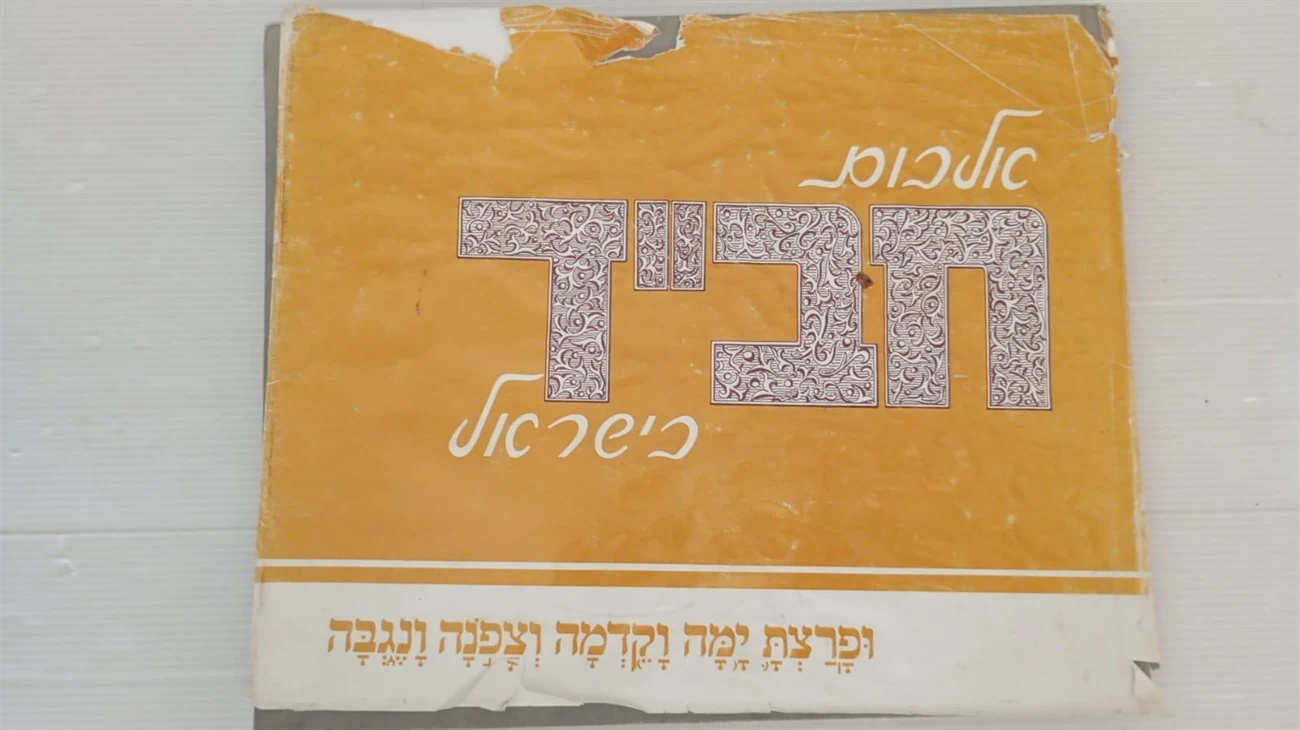 אלבום
חב"ד
בישראל
וּפָרַצְתָּ֛ יָ֥מָּה וָקֵ֖דְמָה וְצָפֹ֣נָה וָנֶ֑גְבָּה